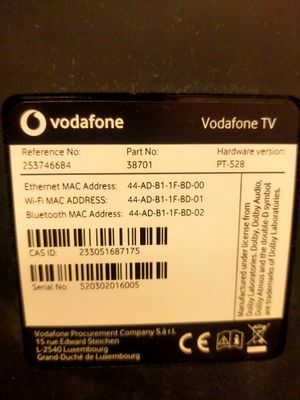 vodafone
Vodafone TV
Reference No: Part No: Hardware version:
253746684 38701 PT-528
Ethernet MAC Address: 44-AD-B1-1F-BD-00
Wi-Fi MAC ADDRESS: 44-AD-B1-1F-BD-01
Bluetooth MAC Address: 44-AD-B1-1F-BD-02
CAS ID: 233051687175
Serial No: 520302016005
Manufactured under license from
Dolby Laboratories. Dolby, Dolby Audio,
Dolby Atmos and the double-D symbol
are trademarks of Dolby Laboratories.
Vodafone Procurement Company S.à r.l.
15 rue Edward Steichen
L-2540 Luxembourg
Grand-Duché de Luxembourg
CE